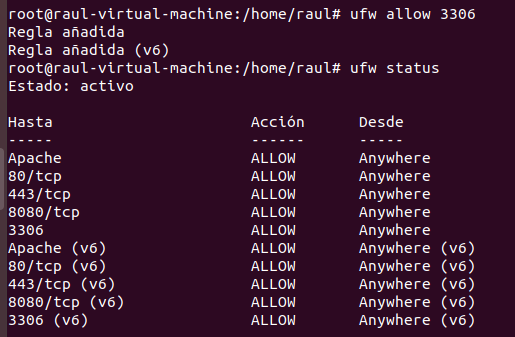 root@raul-virtual-machine:/home/raul# ufw allow 3306
Regla añadida
Regla añadida (v6)
root@raul-virtual-machine:/home/raul# ufw status
Estado: activo
Hasta Acción Desde
----- ------ -----
Apache ALLOW Anywhere
80/tcp ALLOW Anywhere
443/tcp ALLOW Anywhere
8080/tcp ALLOW Anywhere
3306 ALLOW Anywhere
Apache (v6) ALLOW Anywhere (v6)
80/tcp (v6) ALLOW Anywhere (v6)
443/tcp (v6) ALLOW Anywhere (v6)
8080/tcp (v6) ALLOW Anywhere (v6)
3306 (v6) ALLOW Anywhere (v6)